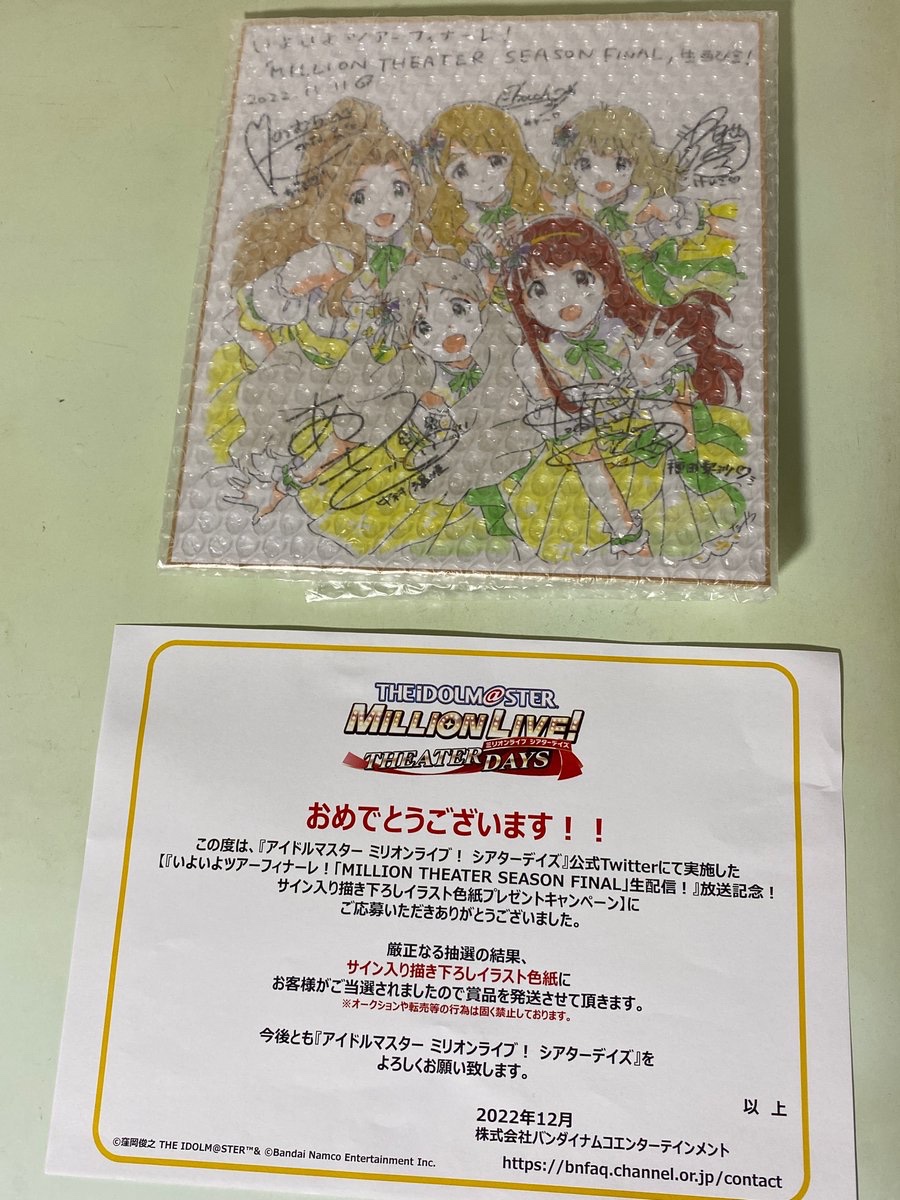 いよいよツアーフィナーレ!
「MILLION THEATER SEASON FINAL」生配信!
2022.11.11
THE iDOLM@STER
MILLION LIVE!
ミリオンライブ シアターデイズ
THEATER DAYS
おめでとうございます!!
この度は、『アイドルマスター ミリオンライブ! シアターデイズ』公式Twitterにて実施した
【『いよいよツアーフィナーレ!「MILLION THEATER SEASON FINAL」生配信!』放送記念!
サイン入り描き下ろしイラスト色紙プレゼントキャンペーン】に
ご応募いただきありがとうございました。
厳正なる抽選の結果、
サイン入り描き下ろしイラスト色紙に
お客様がご当選されましたので賞品を発送させて頂きます。
※オークションや転売等の行為は固く禁止しております。
今後とも『アイドルマスター ミリオンライブ! シアターデイズ』を
よろしくお願い致します。
以 上
2022年12月
株式会社バンダイナムコエンターテインメント
©窪岡俊之 THE IDOLM@STER™& ©Bandai Namco Entertainment Inc.
https://bnfaq.channel.or.jp/contact